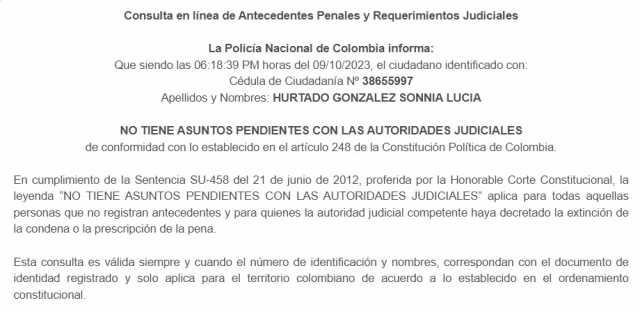 Consulta en línea de Antecedentes Penales y Requerimientos Judiciales
La Policía Nacional de Colombia informa:
Que siendo las 06:18:39 PM horas del 09/10/2023, el ciudadano identificado con:
Cédula de Ciudadanía Nº 38655997
Apellidos y Nombres: HURTADO GONZALEZ SONNIA LUCIA
NO TIENE ASUNTOS PENDIENTES CON LAS AUTORIDADES JUDICIALES
de conformidad con lo establecido en el artículo 248 de la Constitución Política de Colombia.
En cumplimiento de la Sentencia SU-458 del 21 de junio de 2012, proferida por la Honorable Corte Constitucional, la
leyenda “NO TIENE ASUNTOS PENDIENTES CON LAS AUTORIDADES JUDICIALES” aplica para todas aquellas
personas que no registran antecedentes y para quienes la autoridad judicial competente haya decretado la extinción de
la condena o la prescripción de la pena.
Esta consulta es válida siempre y cuando el número de identificación y nombres, correspondan con el documento de
identidad registrado y solo aplica para el territorio colombiano de acuerdo a lo establecido en el ordenamiento
constitucional.